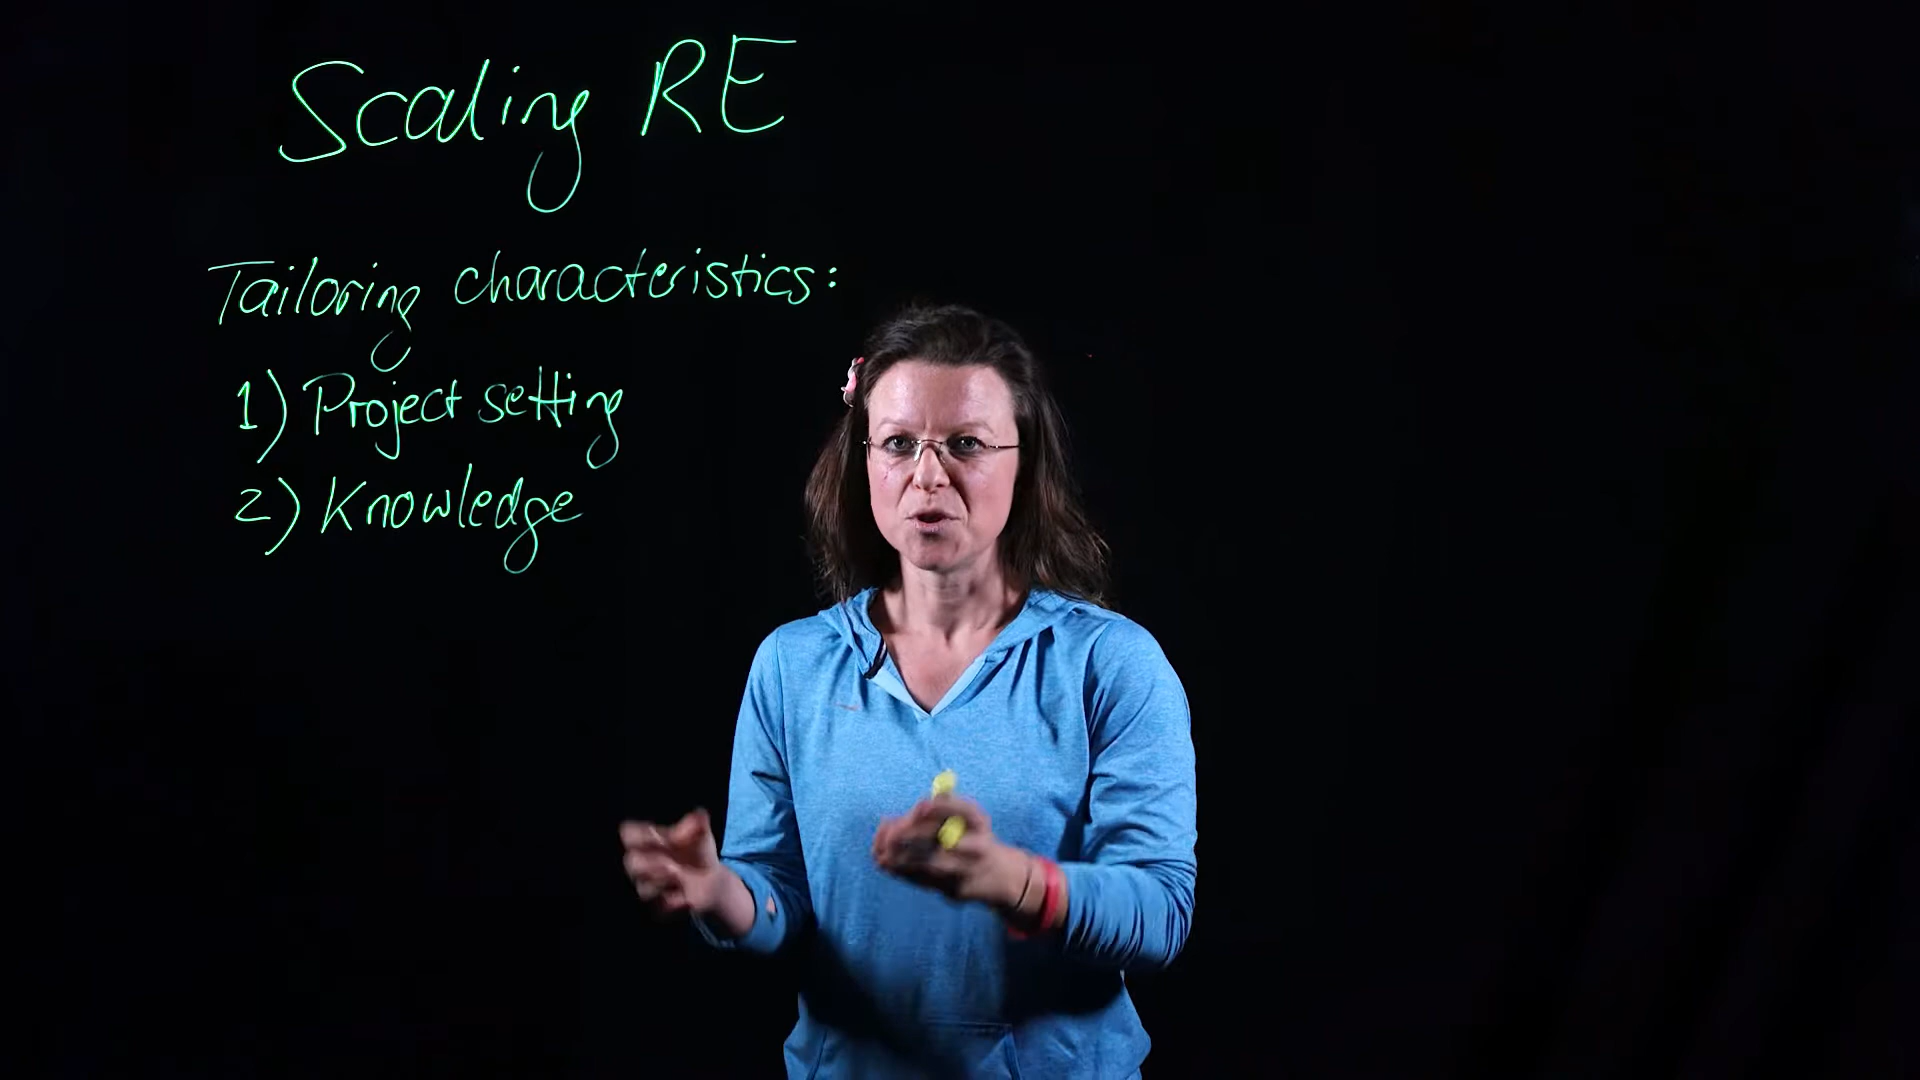 Scaling RE
Tailoring characteristics:
1) Project setting
2) Knowledge